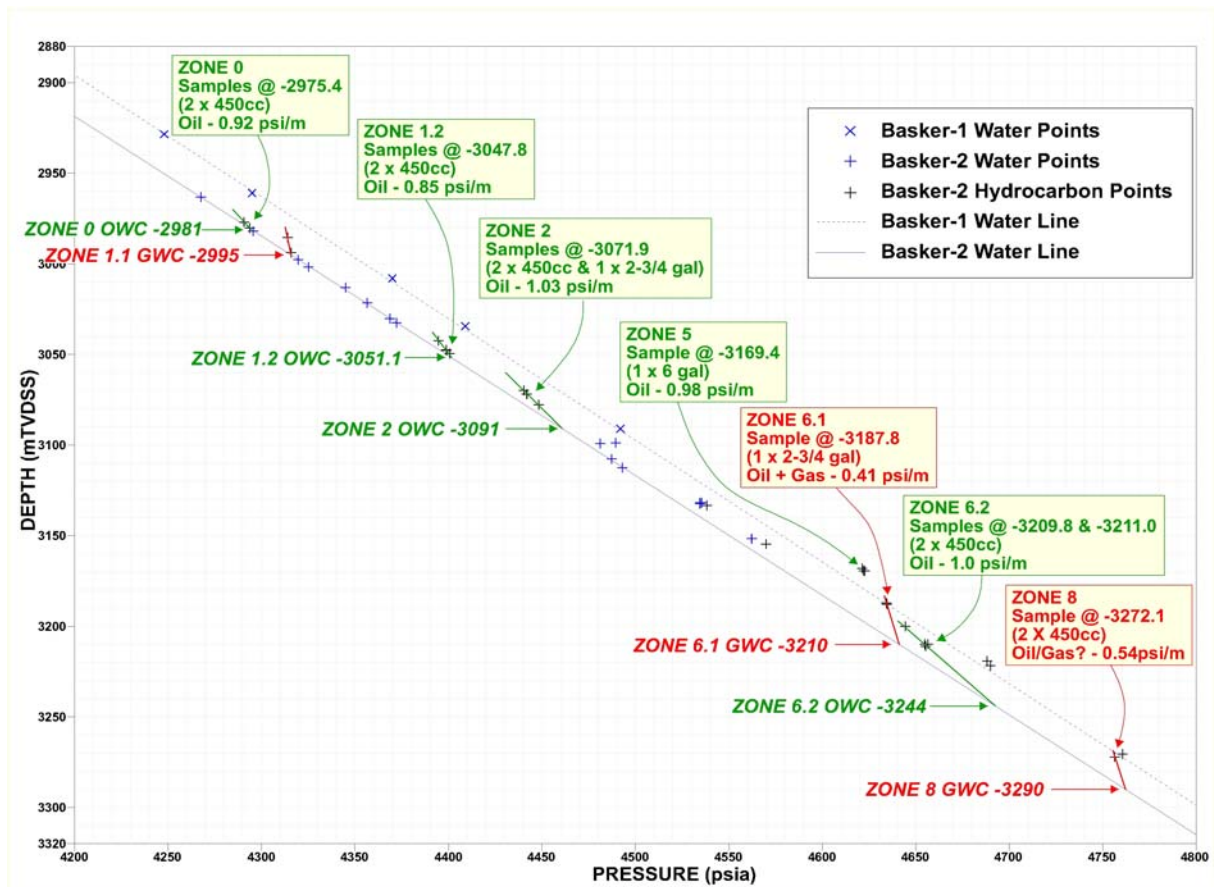 ZONE 0
Samples @ -2975.4
(2 x 450cc)
Oil - 0.92 psi/m
ZONE 1.2
Samples @ -3047.8
(2 x 450cc)
Oil - 0.85 psi/m
ZONE 2
Samples @ -3071.9
(2 x 450cc & 1 x 2-3/4 gal)
Oil - 1.03 psi/m
ZONE 5
Sample @ -3169.4
(1 x 6 gal)
Oil - 0.98 psi/m
ZONE 6.1
Sample @ -3187.8
(1 x 2-3/4 gal)
Oil + Gas - 0.41 psi/m
ZONE 6.2
Samples @ -3209.8 & -3211.0
(2 x 450cc)
Oil - 1.0 psi/m
ZONE 8
Sample @ -3272.1
(2 X 450cc)
Oil/Gas? - 0.54psi/m
Basker-1 Water Points
Basker-2 Water Points
Basker-2 Hydrocarbon Points
Basker-1 Water Line
Basker-2 Water Line
ZONE 0 OWC -2981
ZONE 1.1 GWC -2995
ZONE 1.2 OWC -3051.1
ZONE 2 OWC -3091
ZONE 6.1 GWC -3210
ZONE 6.2 OWC -3244
ZONE 8 GWC -3290
DEPTH (mTVDSS)
2880
2900
2950
3000
3050
3100
3150
3200
3250
3300
3320
4200
4250
4300
4350
4400
4450
4500
4550
4600
4650
4700
4750
4800
PRESSURE (psia)